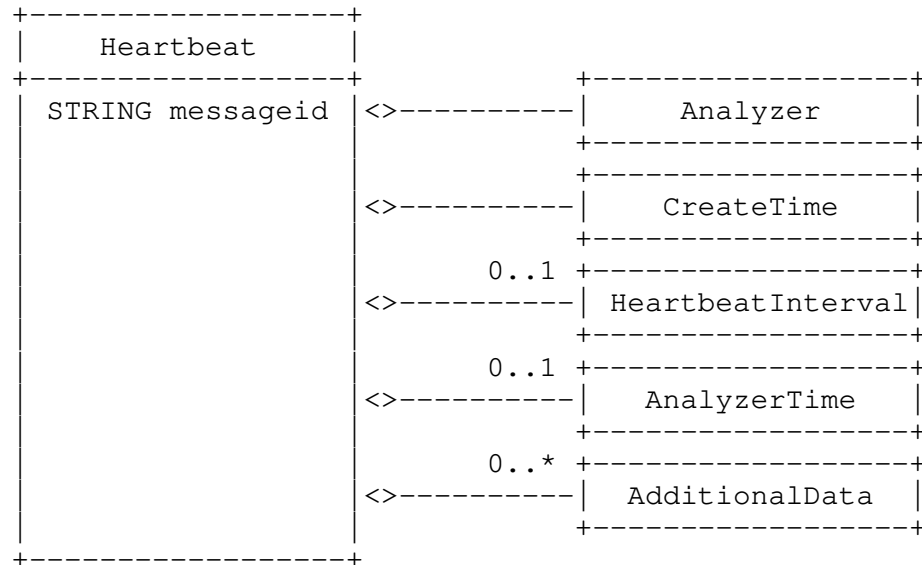 Heartbeat
STRING messageid <>---------- Analyzer
<>---------- CreateTime
0..1
<>---------- HeartbeatInterval
0..1
<>---------- AnalyzerTime
0..*
<>---------- AdditionalData